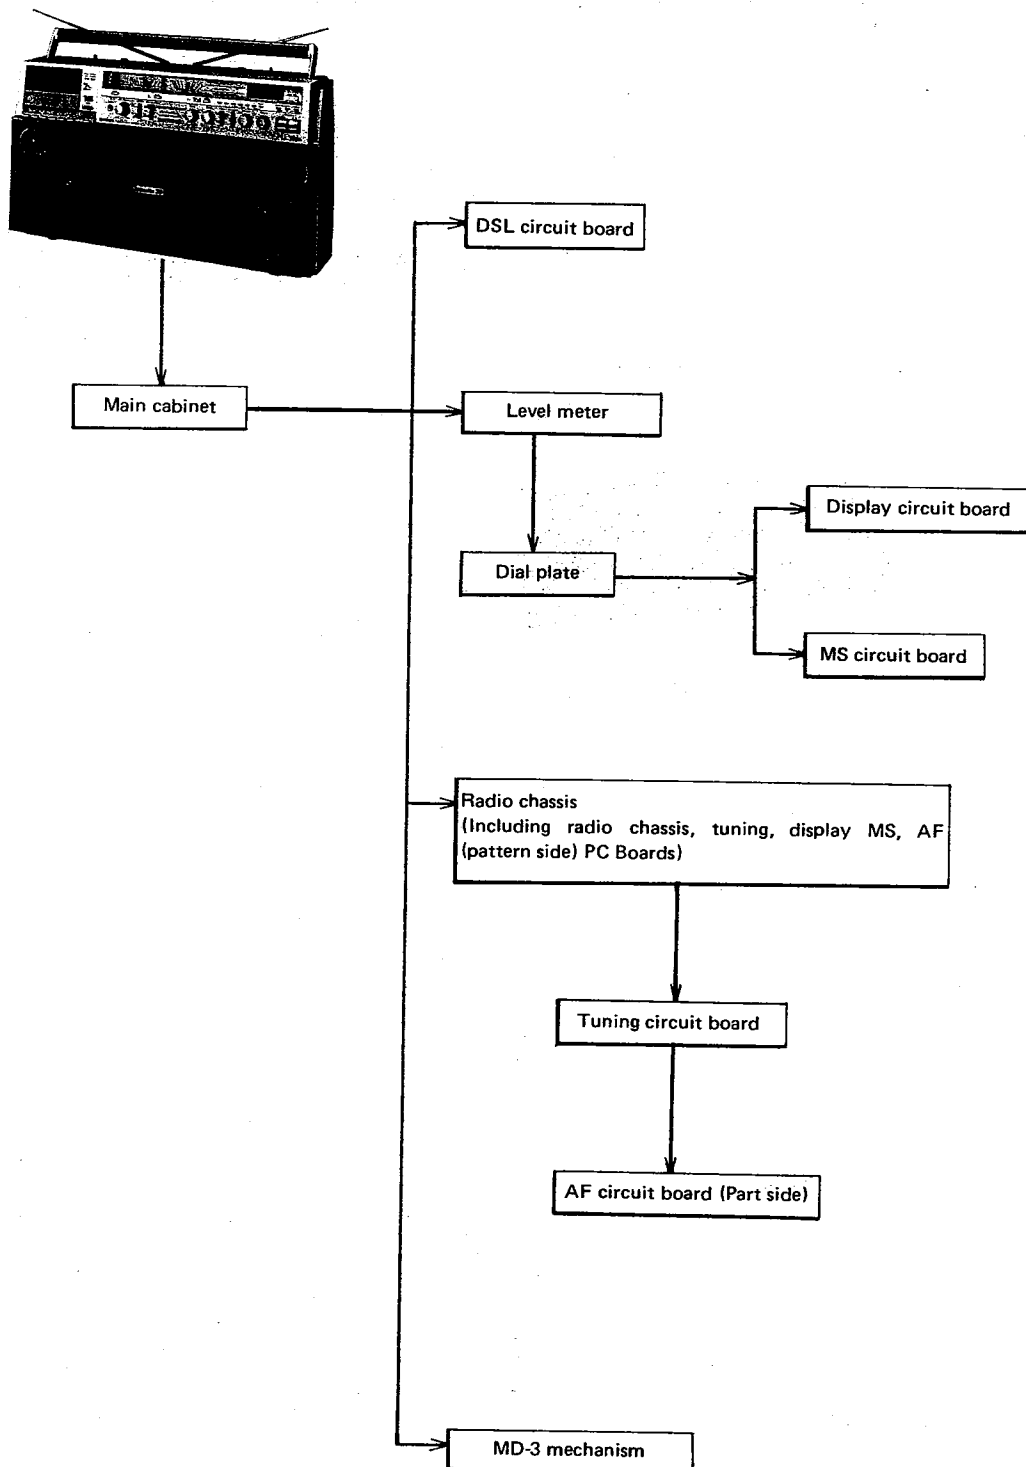 DSL circuit board
Main cabinet
Level meter
Display circuit board
Dial plate
MS circuit board
Radio chassis
(Including radio chassis, tuning, display MS, AF
(pattern side) PC Boards)
Tuning circuit board
AF circuit board (Part side)
MD-3 mechanism